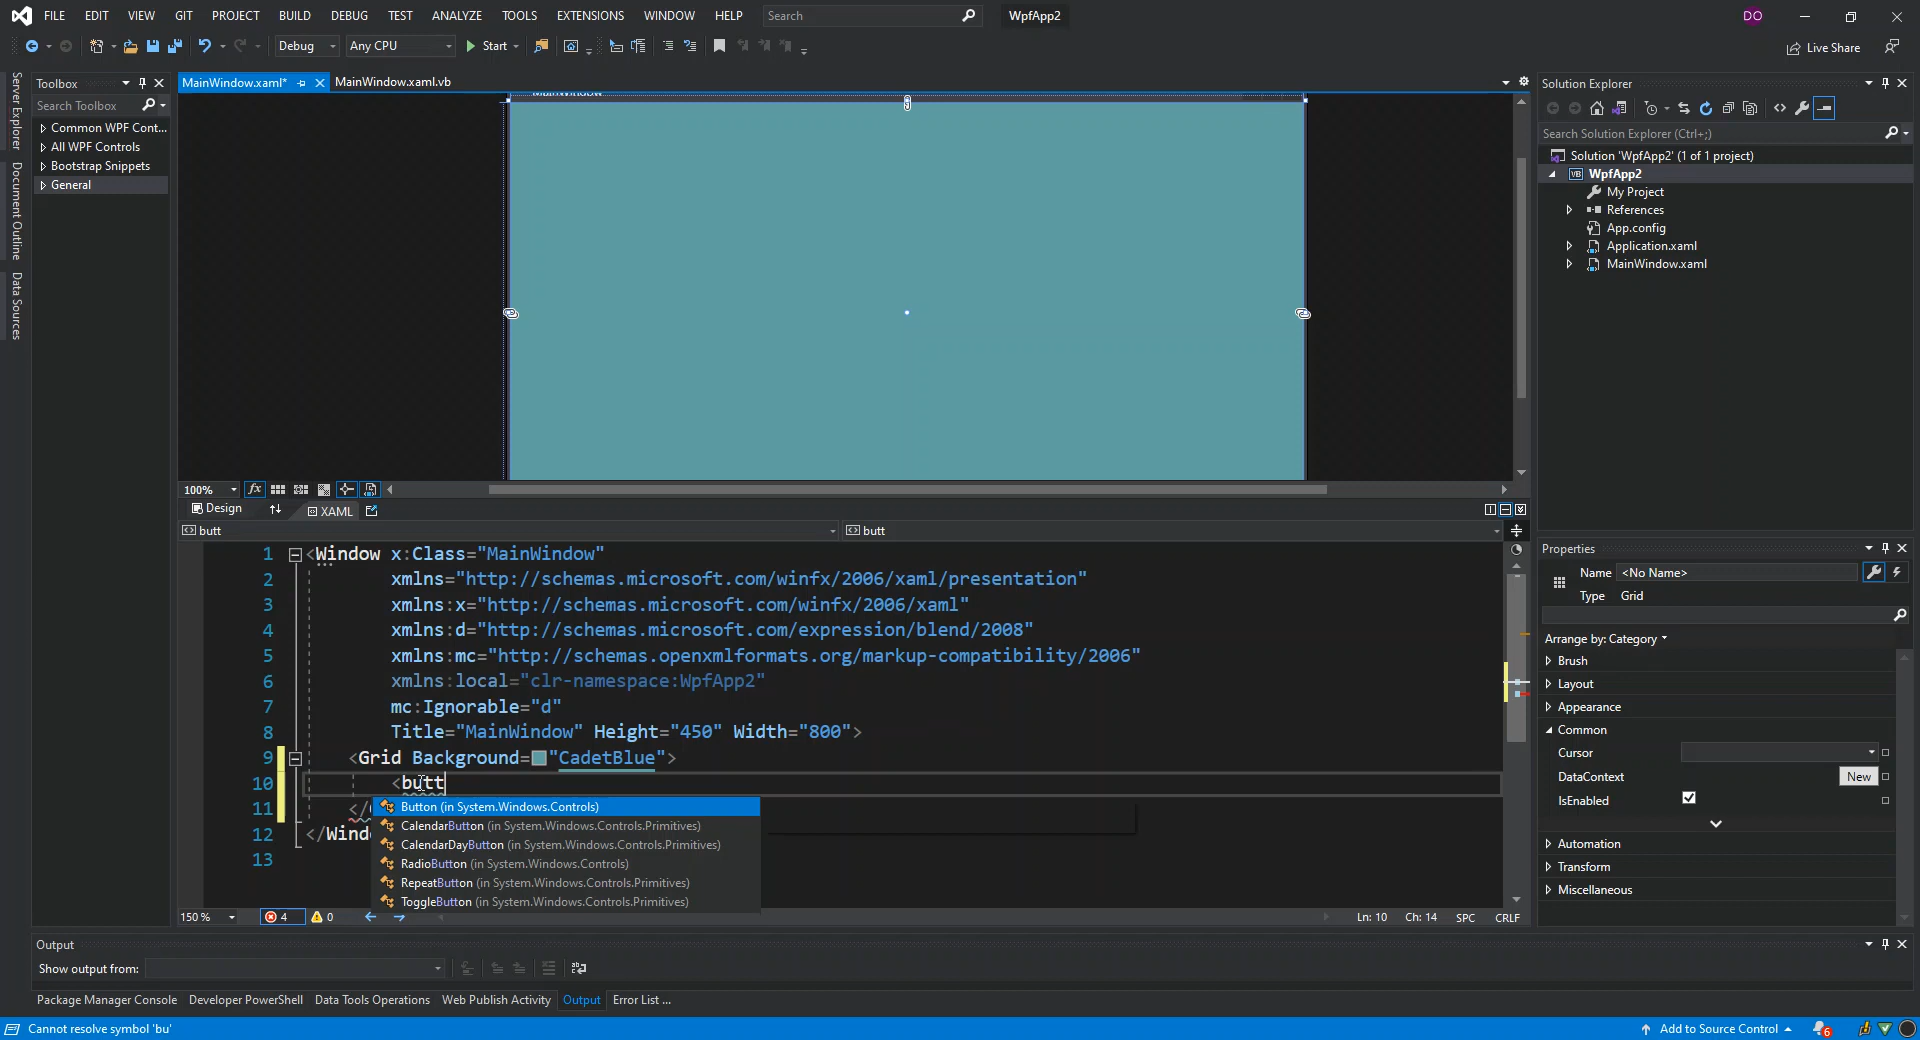 FILE EDIT VIEW GIT PROJECT BUILD DEBUG TEST ANALYZE TOOLS EXTENSIONS WINDOW HELP Search WpfApp2 DO
Debug Any CPU Start Live Share
Server Explorer
Document Outline
Data Sources
Toolbox
Search Toolbox
Common WPF Cont...
All WPF Controls
Bootstrap Snippets
General
MainWindow.xaml* MainWindow.xaml.vb
MainWindow
100%
Design XAML
butt butt
1 <Window x:Class="MainWindow"
2 xmlns="http://schemas.microsoft.com/winfx/2006/xaml/presentation"
3 xmlns:x="http://schemas.microsoft.com/winfx/2006/xaml"
4 xmlns:d="http://schemas.microsoft.com/expression/blend/2008"
5 xmlns:mc="http://schemas.openxmlformats.org/markup-compatibility/2006"
6 xmlns:local="clr-namespace:WpfApp2"
7 mc:Ignorable="d"
8 Title="MainWindow" Height="450" Width="800">
9 <Grid Background="CadetBlue">
10 <butt
11 </
12 </Windo
13
Button (in System.Windows.Controls)
CalendarButton (in System.Windows.Controls.Primitives)
CalendarDayButton (in System.Windows.Controls.Primitives)
RadioButton (in System.Windows.Controls)
RepeatButton (in System.Windows.Controls.Primitives)
ToggleButton (in System.Windows.Controls.Primitives)
150 % 4 0 Ln: 10 Ch: 14 SPC CRLF
Solution Explorer
Search Solution Explorer (Ctrl+;)
Solution 'WpfApp2' (1 of 1 project)
VB WpfApp2
My Project
References
App.config
Application.xaml
MainWindow.xaml
Properties
Name <No Name>
Type Grid
Arrange by: Category
Brush
Layout
Appearance
Common
Cursor
DataContext New
IsEnabled
Automation
Transform
Miscellaneous
Output
Show output from:
Package Manager Console Developer PowerShell Data Tools Operations Web Publish Activity Output Error List ...
Cannot resolve symbol 'bu' Add to Source Control 6